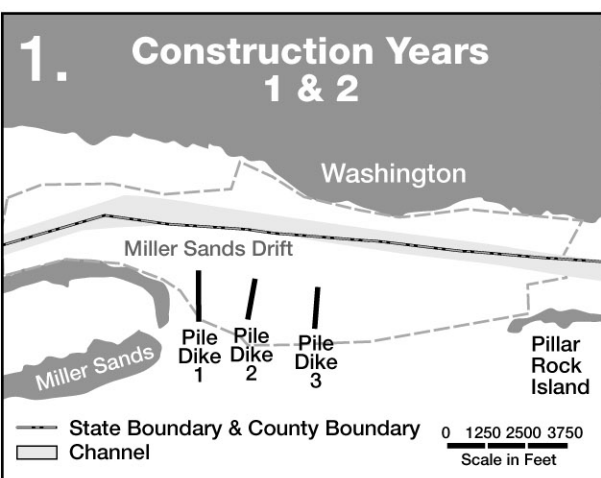 1.
Construction Years
1 & 2
Washington
Miller Sands Drift
Pile
Dike
1
Pile
Dike
2
Pile
Dike
3
Miller Sands
Pillar
Rock
Island
State Boundary & County Boundary
Channel
0 1250 2500 3750
Scale in Feet